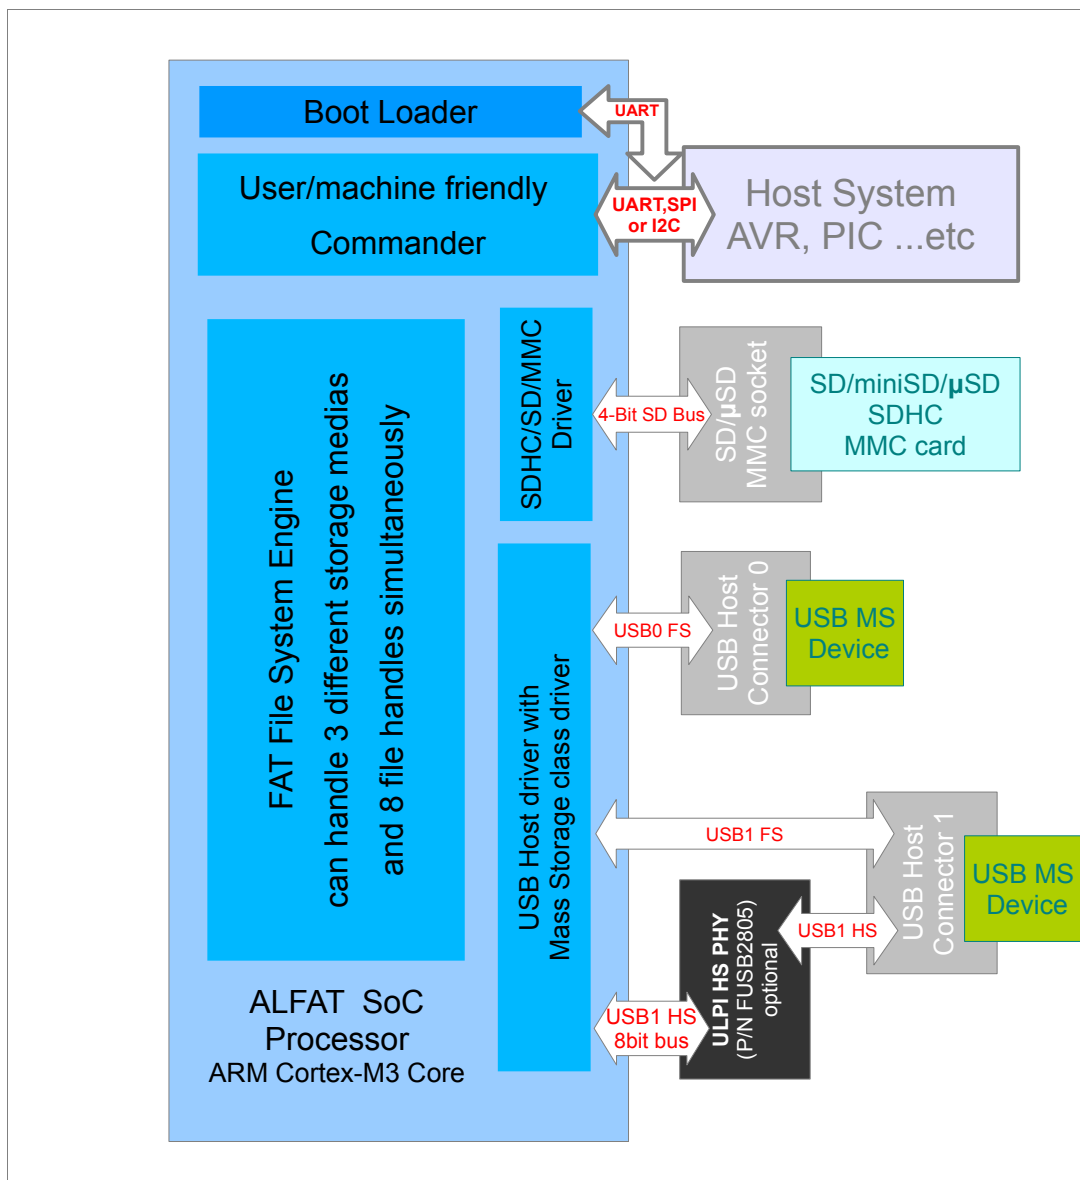 Boot Loader
UART
User/machine friendly
Commander
UART,SPI
or I2C
Host System
AVR, PIC ...etc
FAT File System Engine
can handle 3 different storage medias
and 8 file handles simultaneously
SDHC/SD/MMC
Driver
4-Bit SD Bus
SD/µSD
MMC socket
SD/miniSD/µSD
SDHC
MMC card
USB Host driver with
Mass Storage class driver
USB0 FS
USB Host
Connector 0
USB MS
Device
USB1 FS
USB Host
Connector 1
USB MS
Device
USB1 HS
ULPI HS PHY
(P/N FUSB2805)
optional
USB1 HS
8bit bus
ALFAT SoC
Processor
ARM Cortex-M3 Core